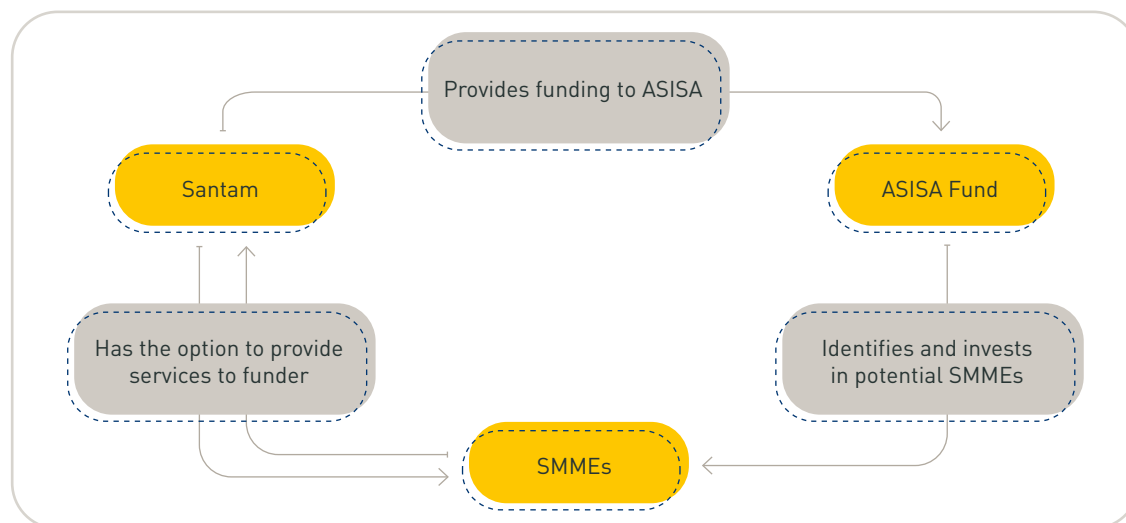 Provides funding to ASISA
Santam
ASISA Fund
Has the option to provide
services to funder
Identifies and invests
in potential SMMEs
SMMEs